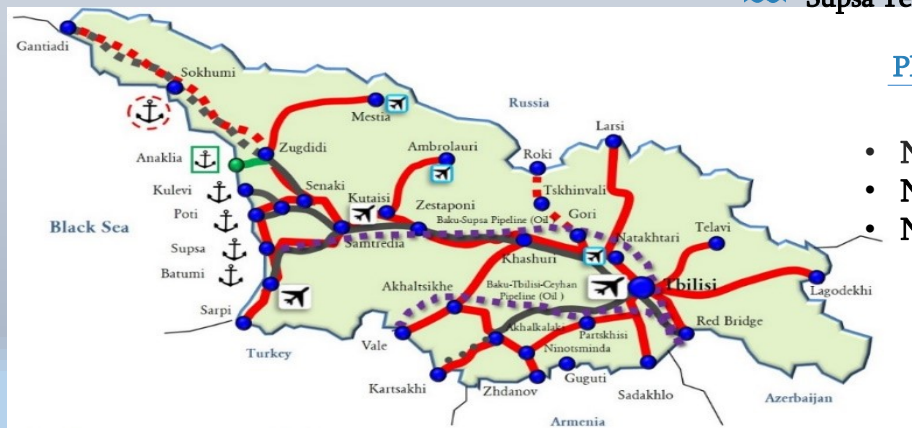 Supsa Te
Gantiadi
Sokhumi
Russia
Mestia
Larsi
Anaklia
Zugdidi
Ambrolauri
Roki
Kulevi
Senaki
Kutaisi
Zestaponi
Tskhinvali
Poti
Baku-Supsa Pipeline (Oil)
Gori
Telavi
Black Sea
Samtredia
Natakhtari
Supsa
Khashuri
Batumi
Akhaltsikhe
Baku-Tbilisi-Ceyhan
Pipeline (Oil )
Tbilisi
Lagodekhi
Sarpi
Akhalkalaki
Partskhisi
Red Bridge
Turkey
Vale
Ninotsminda
Kartsakhi
Zhdanov
Guguti
Sadakhlo
Azerbaijan
Armenia